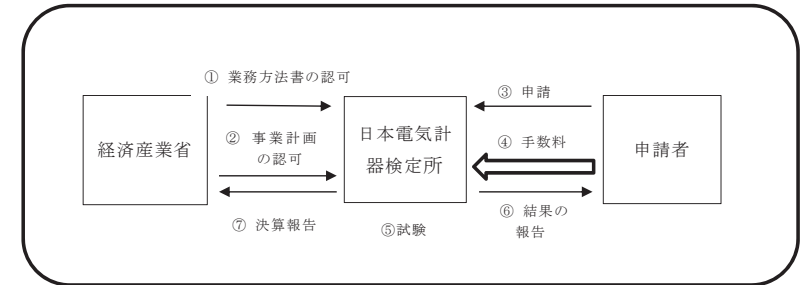 ① 業務方法書の認可
経済産業省
② 事業計画
の認可
⑦ 決算報告
日本電気計
器検定所
⑤試験
③ 申請
④ 手数料
⑥ 結果の
報告
申請者